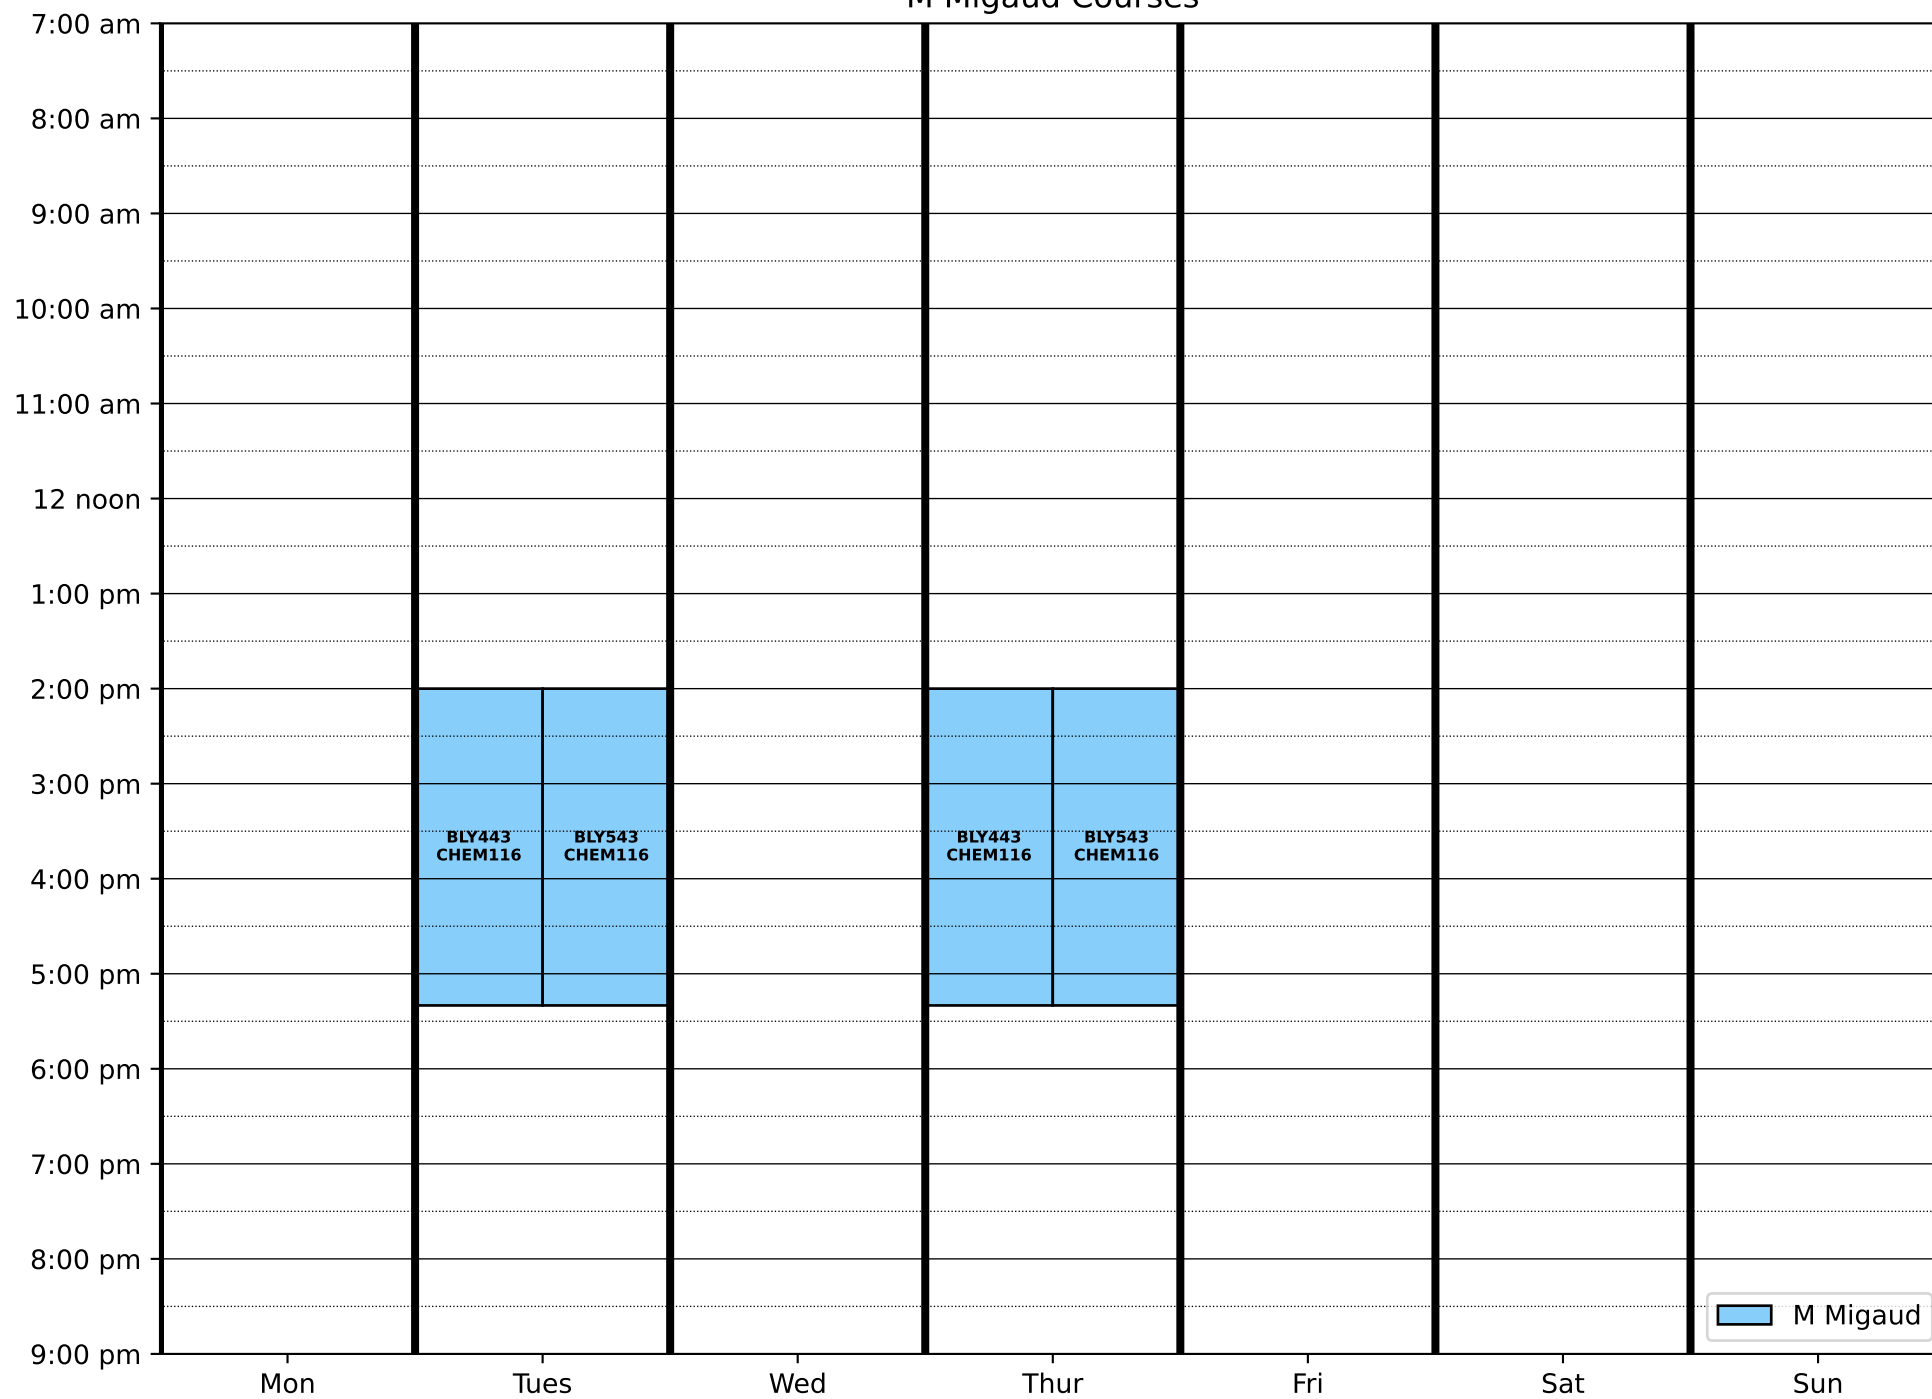 M Migaud Courses
7:00 am
8:00 am
9:00 am
10:00 am
11:00 am
12 noon
1:00 pm
2:00 pm
3:00 pm
BLY443
CHEM116
BLY543
CHEM116
BLY443
CHEM116
BLY543
CHEM116
4:00 pm
5:00 pm
6:00 pm
7:00 pm
8:00 pm
M Migaud
9:00 pm
Mon Tues Wed Thur Fri Sat Sun